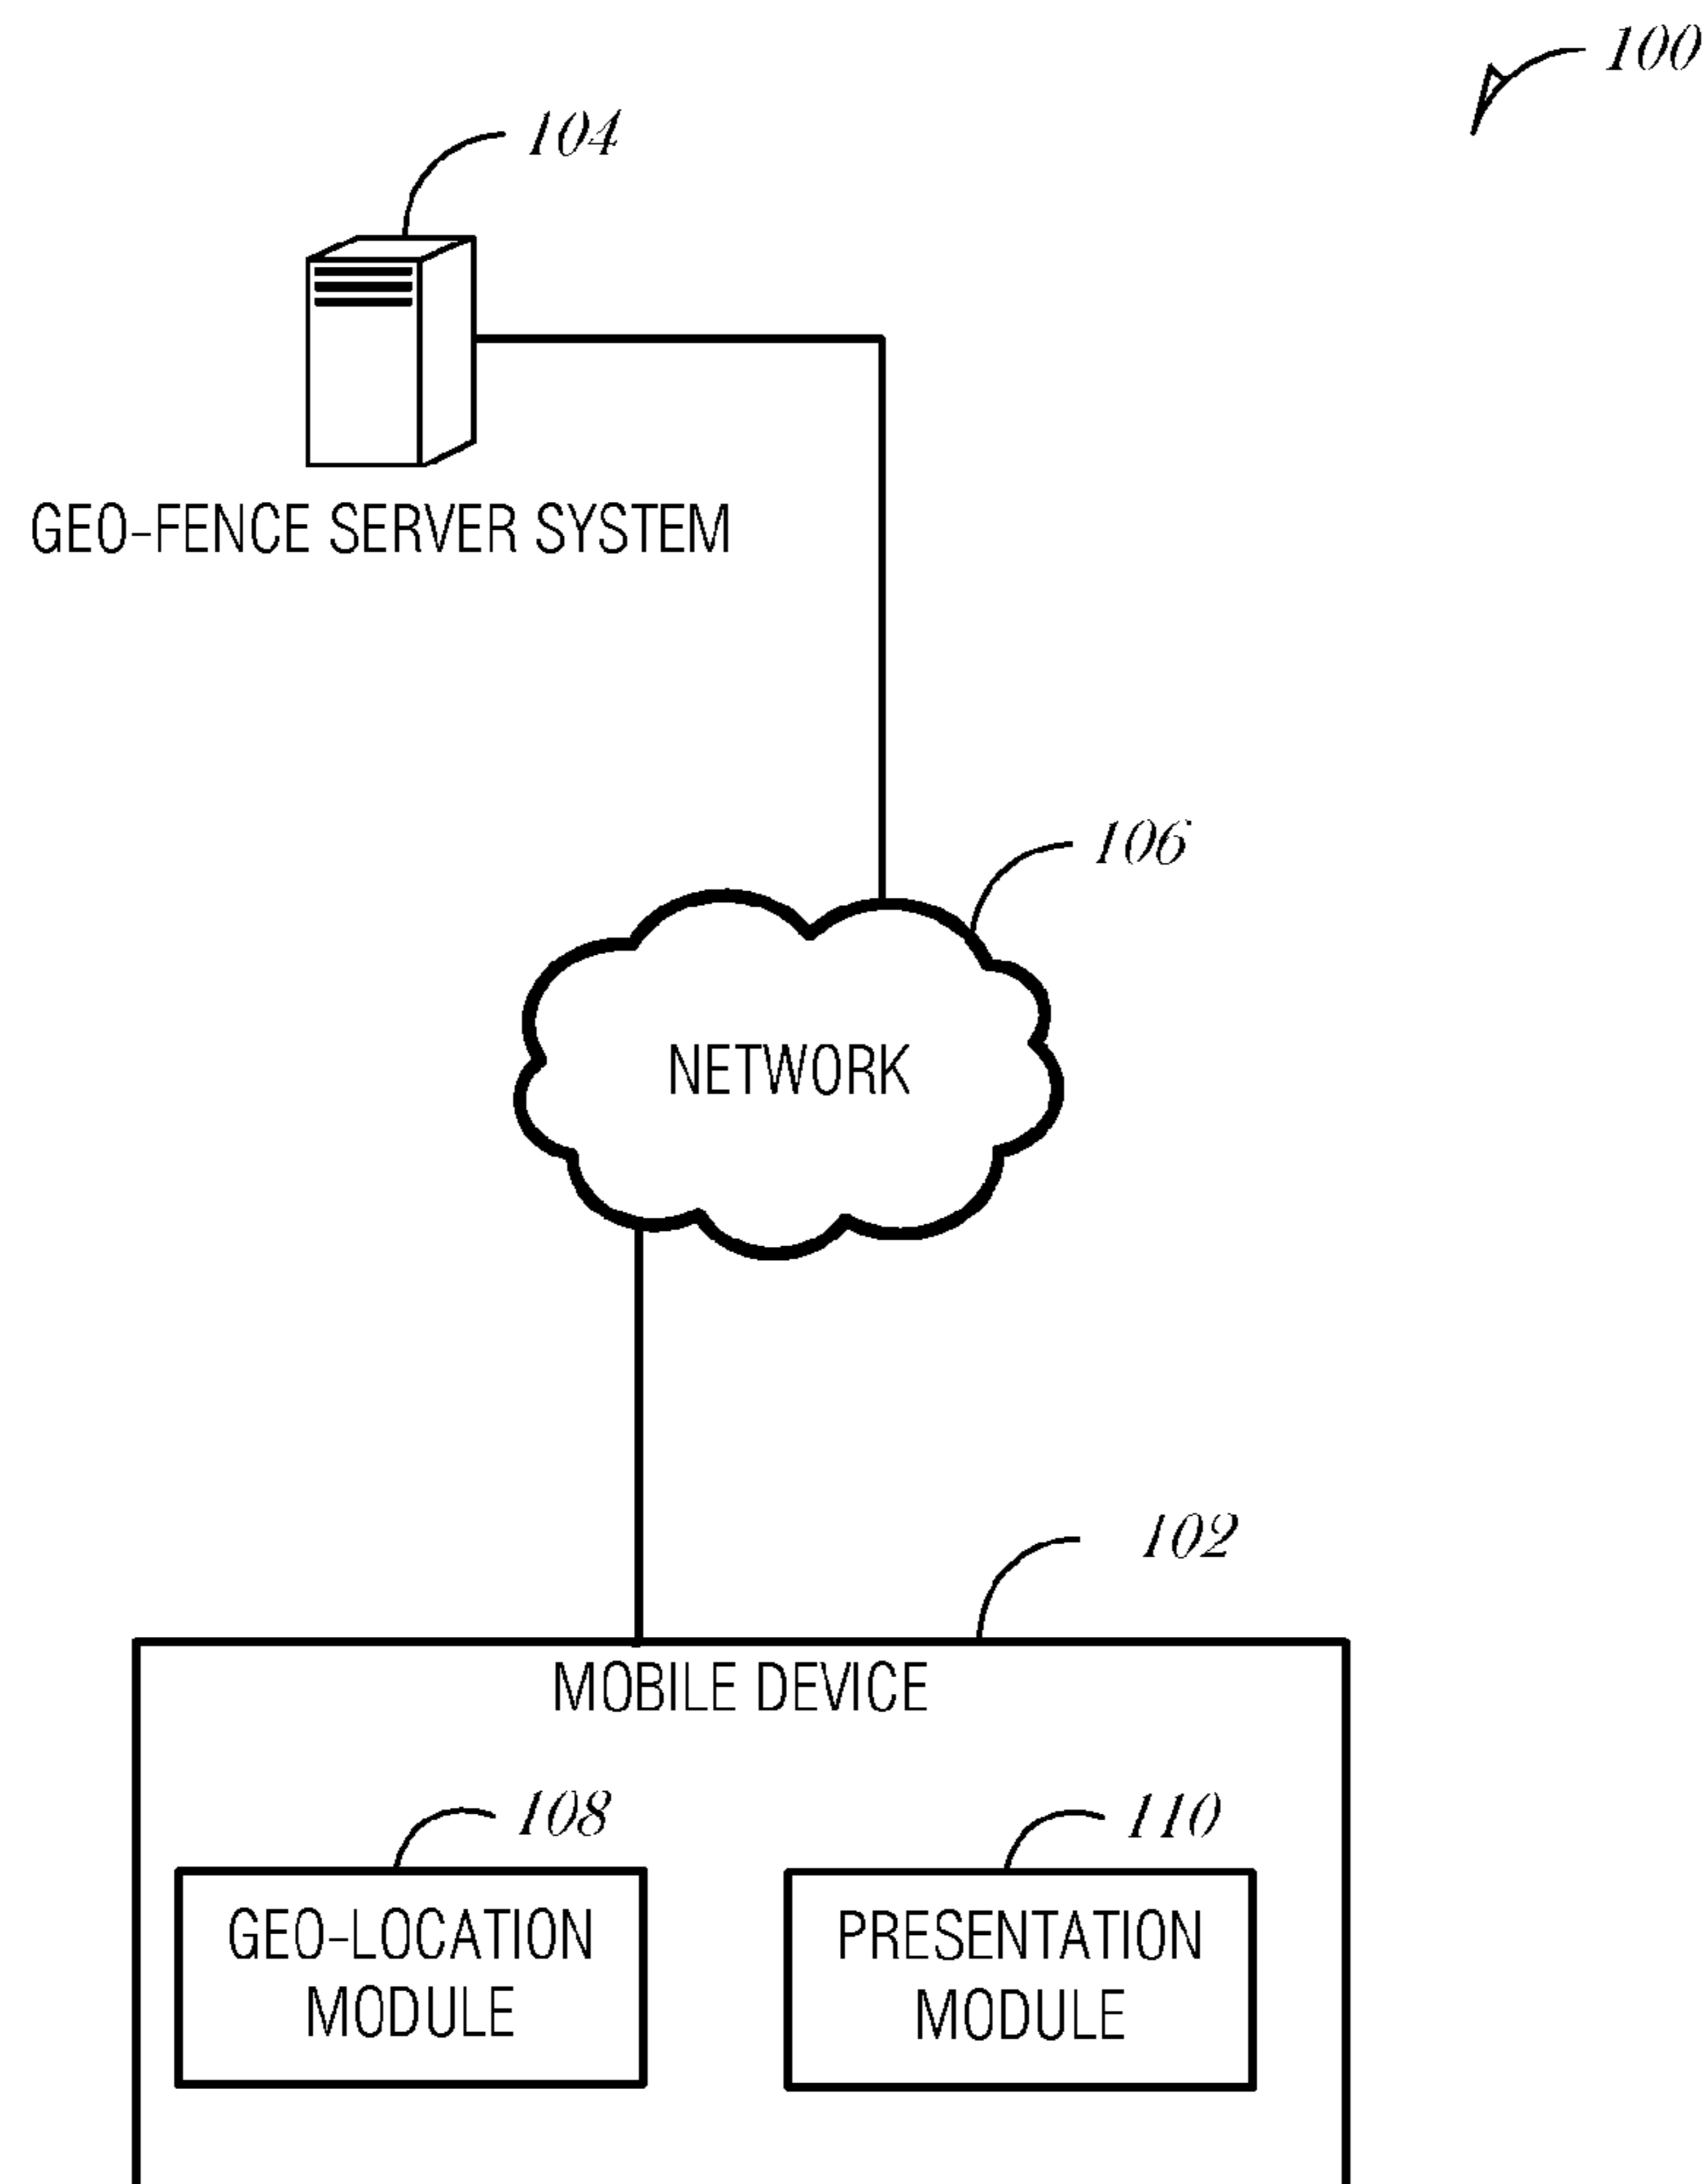 100
104
GEO-FENCE SERVER SYSTEM
106
NETWORK
102
MOBILE DEVICE
108
110
GEO-LOCATION
MODULE
PRESENTATION
MODULE